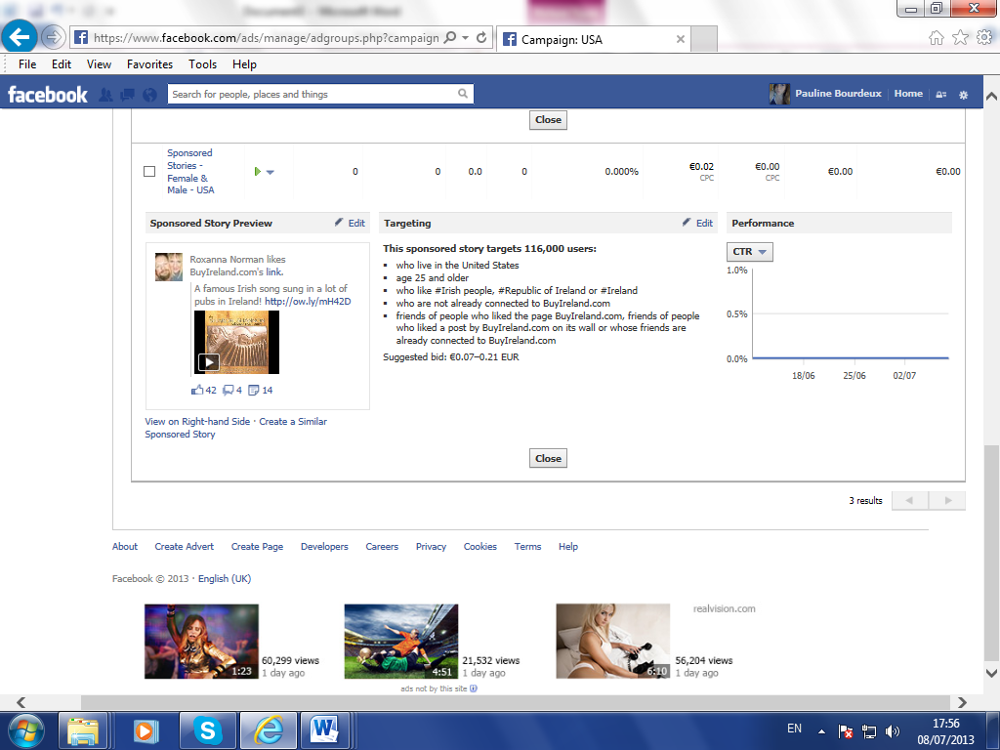 https://www.facebook.com/ads/manage/adgroups.php?campaign
Campaign: USA
File Edit View Favorites Tools Help
facebook
Search for people, places and things
Pauline Bourdeux Home
Close
Sponsored
Stories -
Female &
Male - USA
0 0 0.0 0 0.000% €0.02 €0.00 €0.00 €0.00
CPC CPC
Sponsored Story Preview Edit
Roxanna Norman likes
BuyIreland.com's link.
A famous Irish song sung in a lot of
pubs in Ireland! http://ow.ly/mH42D
42 4 14
View on Right-hand Side · Create a Similar
Sponsored Story
Targeting Edit
This sponsored story targets 116,000 users:
who live in the United States
age 25 and older
who like #Irish people, #Republic of Ireland or #Ireland
who are not already connected to BuyIreland.com
friends of people who liked the page BuyIreland.com, friends of people
who liked a post by BuyIreland.com on its wall or whose friends are
already connected to BuyIreland.com
Suggested bid: €0.07–0.21 EUR
Performance
CTR
1.0%
0.5%
0.0%
18/06 25/06 02/07
Close
3 results
About Create Advert Create Page Developers Careers Privacy Cookies Terms Help
Facebook © 2013 · English (UK)
realvision.com
1:23
60,299 views
1 day ago
4:51
21,532 views
1 day ago
6:10
56,204 views
1 day ago
ads not by this site
EN
17:56
08/07/2013